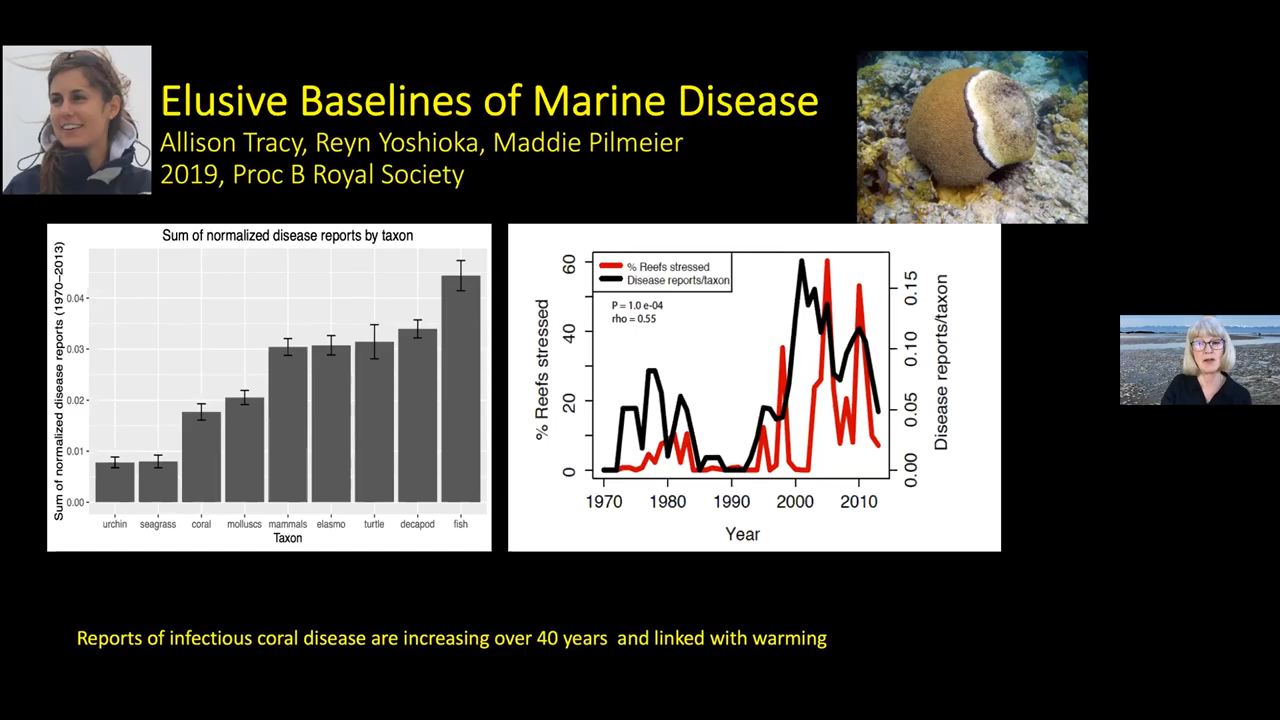 Elusive Baselines of Marine Disease
Allison Tracy, Reyn Yoshioka, Maddie Pilmeier
2019, Proc B Royal Society
Sum of normalized disease reports by taxon
Sum of normalized disease reports (1970–2013)
0.04
0.03
0.02
0.01
0.00
urchin seagrass coral molluscs mammals elasmo turtle decapod fish
Taxon
% Reefs stressed
Disease reports/taxon
P = 1.0 e-04
rho = 0.55
% Reefs stressed
60
40
20
0
0.15
0.10
0.05
0.00
Disease reports/taxon
1970 1980 1990 2000 2010
Year
Reports of infectious coral disease are increasing over 40 years and linked with warming